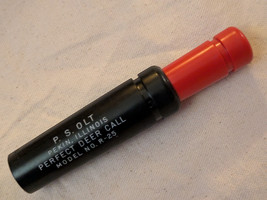 P. S. OLT
PEKIN, ILLINOIS
PERFECT DEER CALL
MODEL NO. R-25